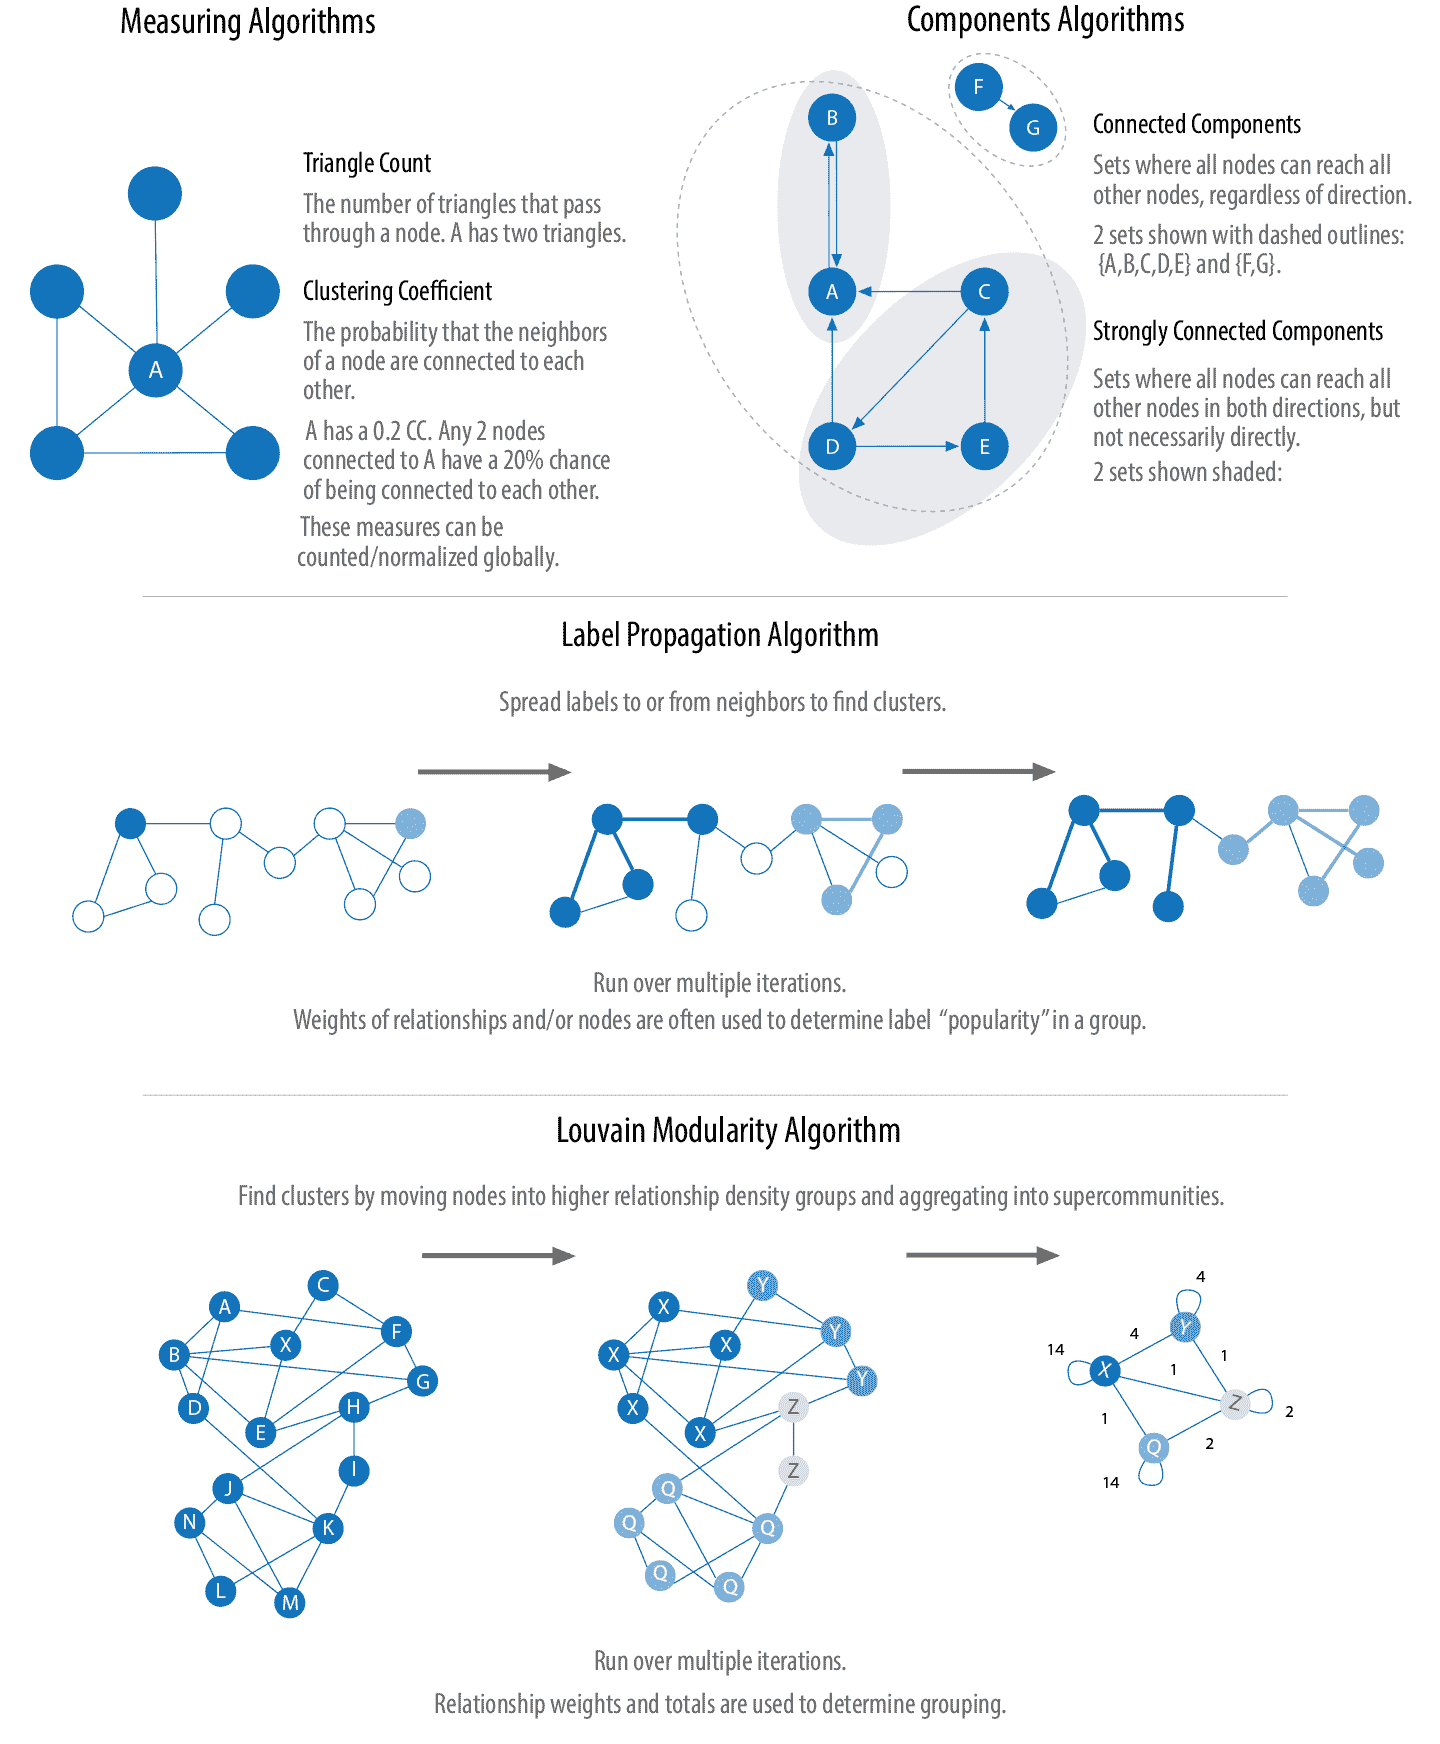 Measuring Algorithms
A
Triangle Count
The number of triangles that pass
through a node. A has two triangles.
Clustering Coefficient
The probability that the neighbors
of a node are connected to each
other.
A has a 0.2 CC. Any 2 nodes
connected to A have a 20% chance
of being connected to each other.
These measures can be
counted/normalized globally.
Components Algorithms
F
G
B
A
C
D
E
Connected Components
Sets where all nodes can reach all
other nodes, regardless of direction.
2 sets shown with dashed outlines:
{A,B,C,D,E} and {F,G}.
Strongly Connected Components
Sets where all nodes can reach all
other nodes in both directions, but
not necessarily directly.
2 sets shown shaded:
Label Propagation Algorithm
Spread labels to or from neighbors to find clusters.
Run over multiple iterations.
Weights of relationships and/or nodes are often used to determine label “popularity” in a group.
Louvain Modularity Algorithm
Find clusters by moving nodes into higher relationship density groups and aggregating into supercommunities.
C
A
F
X
B
G
D
H
E
I
J
N
K
L
M
Y
X
Y
X
X
Y
X
Z
X
Z
Q
Q
Q
Q
Q
4
Y
4
1
14
X
1
Z
2
1
2
Q
14
Run over multiple iterations.
Relationship weights and totals are used to determine grouping.